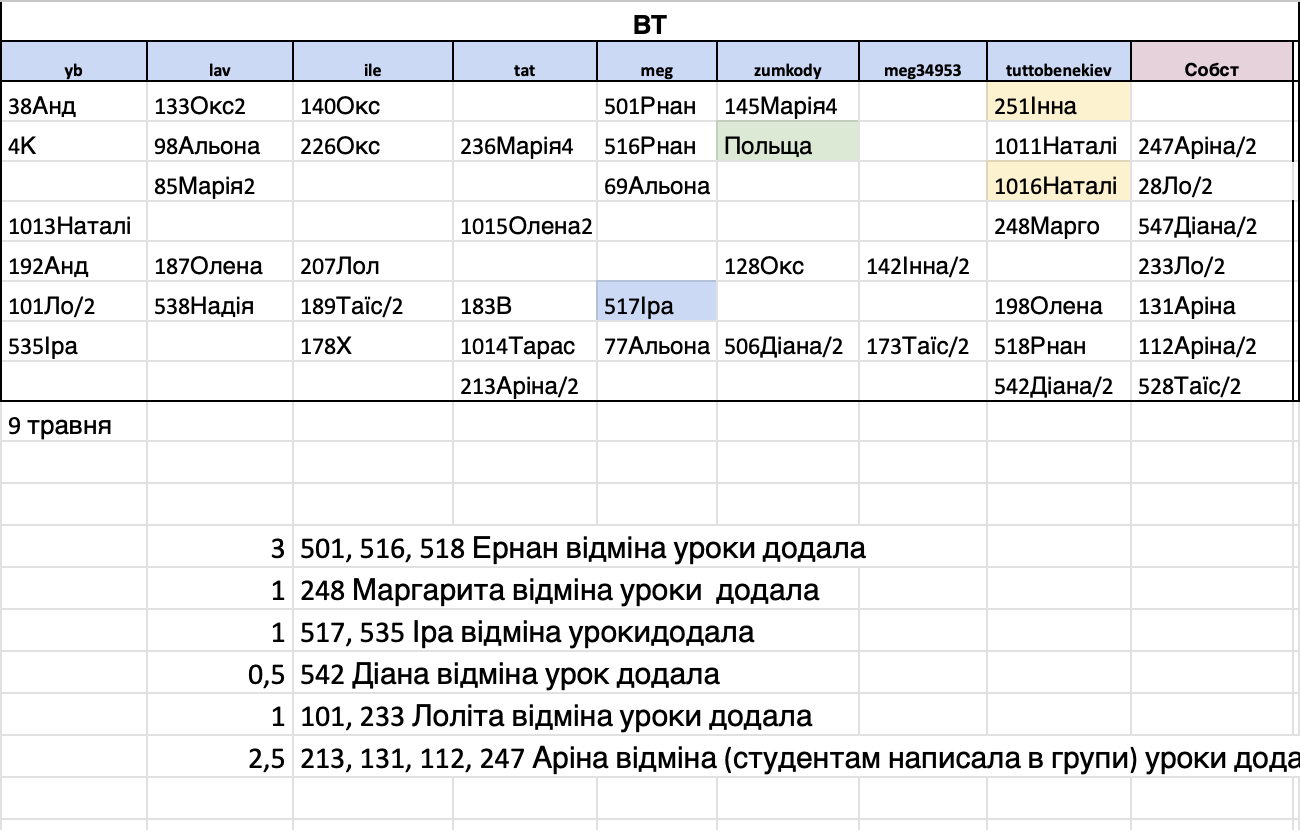 ВТ
yb lav ile tat meg zumkody meg34953 tuttobenekiev Собст
38Анд 133Окс2 140Окс 501Рнан 145Марія4 251Інна
4К 98Альона 226Окс 236Марія4 516Рнан Польща 1011Наталі 247Аріна/2
85Марія2 69Альона 1016Наталі 28Ло/2
1013Наталі 1015Олена2 248Марго 547Діана/2
192Анд 187Олена 207Лол 128Окс 142Інна/2 233Ло/2
101Ло/2 538Надія 189Таїс/2 183В 517Іра 198Олена 131Аріна
535Іра 178Х 1014Тарас 77Альона 506Діана/2 173Таїс/2 518Рнан 112Аріна/2
213Аріна/2 542Діана/2 528Таїс/2
9 травня
3 501, 516, 518 Ернан відміна уроки додала
1 248 Маргарита відміна уроки  додала
1 517, 535 Іра відміна урокидодала
0,5 542 Діана відміна урок додала
1 101, 233 Лоліта відміна уроки додала
2,5 213, 131, 112, 247 Аріна відміна (студентам написала в групи) уроки дода